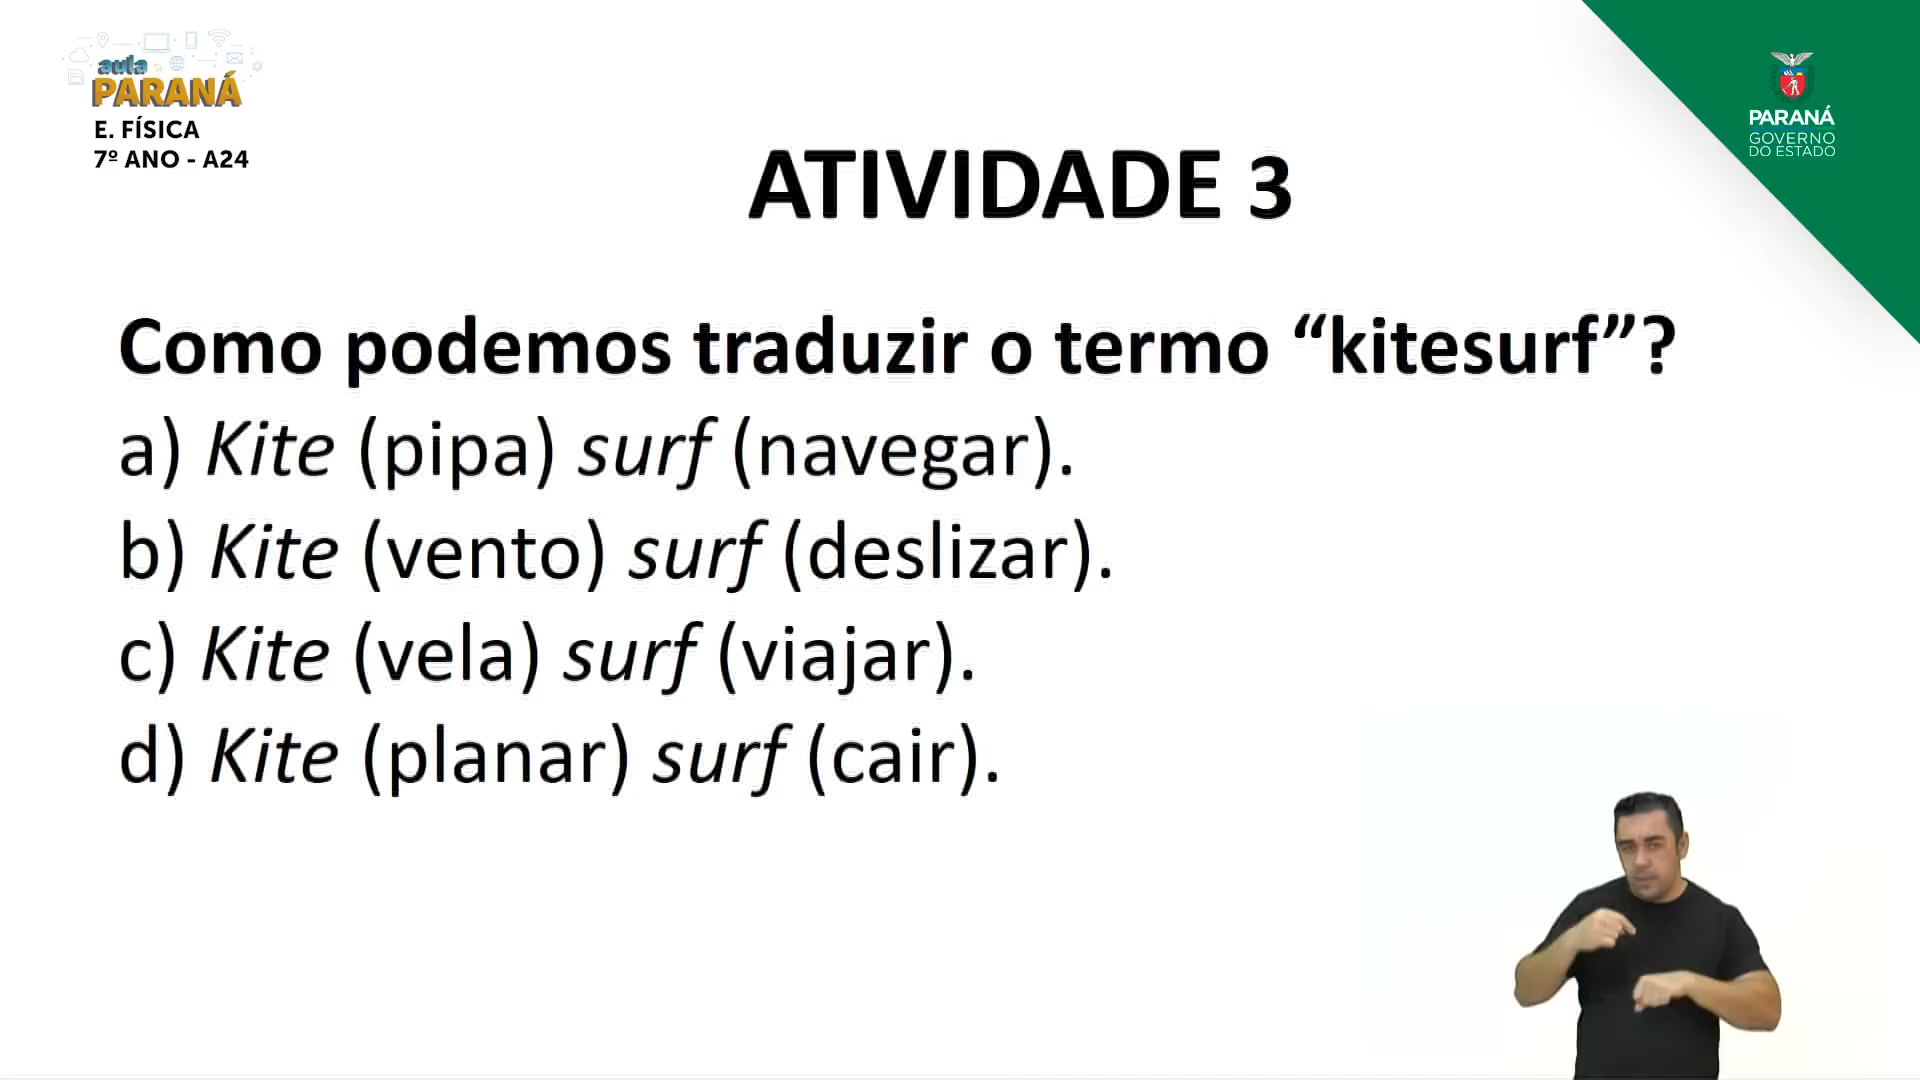 aula
PARANÁ
E. FÍSICA
7º ANO - A24
PARANÁ
GOVERNO
DO ESTADO
ATIVIDADE 3
Como podemos traduzir o termo “kitesurf”?
a) Kite (pipa) surf (navegar).
b) Kite (vento) surf (deslizar).
c) Kite (vela) surf (viajar).
d) Kite (planar) surf (cair).